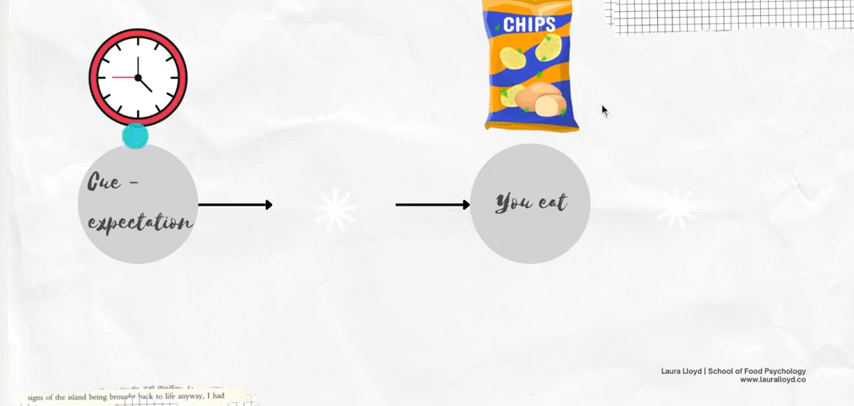 CHIPS
Cue -
expectation
You eat
Laura Lloyd | School of Food Psychology
www.lauralloyd.co
signs of the island being brought back to life anyway, I had